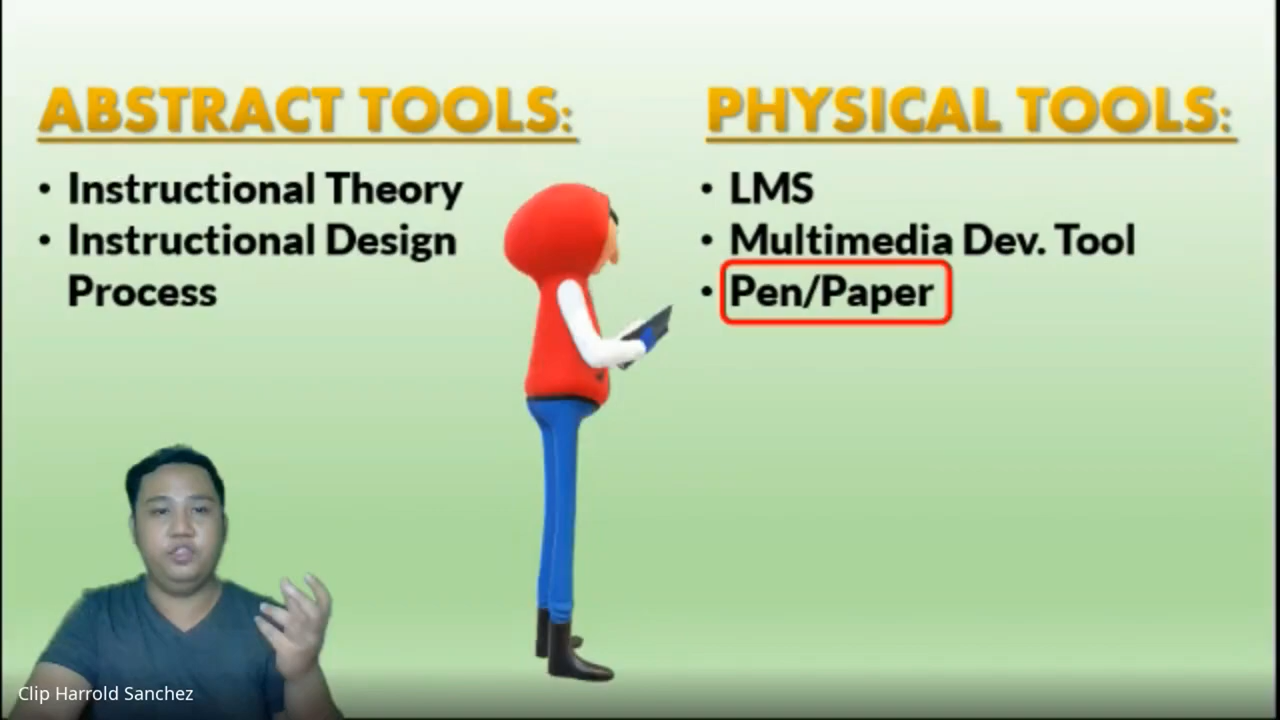 ABSTRACT TOOLS:
• Instructional Theory
• Instructional Design
Process
PHYSICAL TOOLS:
• LMS
• Multimedia Dev. Tool
• Pen/Paper
Clip Harrold Sanchez